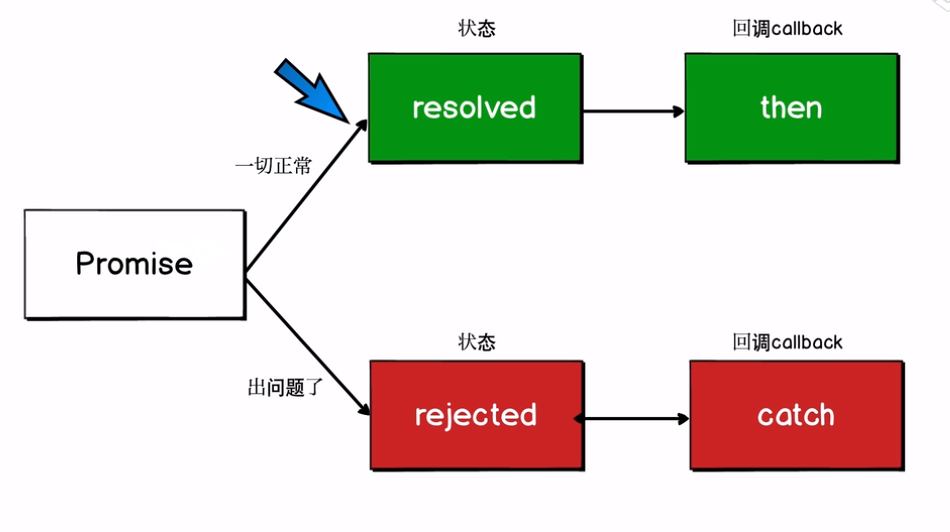 状态
回调callback
resolved
then
一切正常
Promise
状态
回调callback
出问题了
rejected
catch